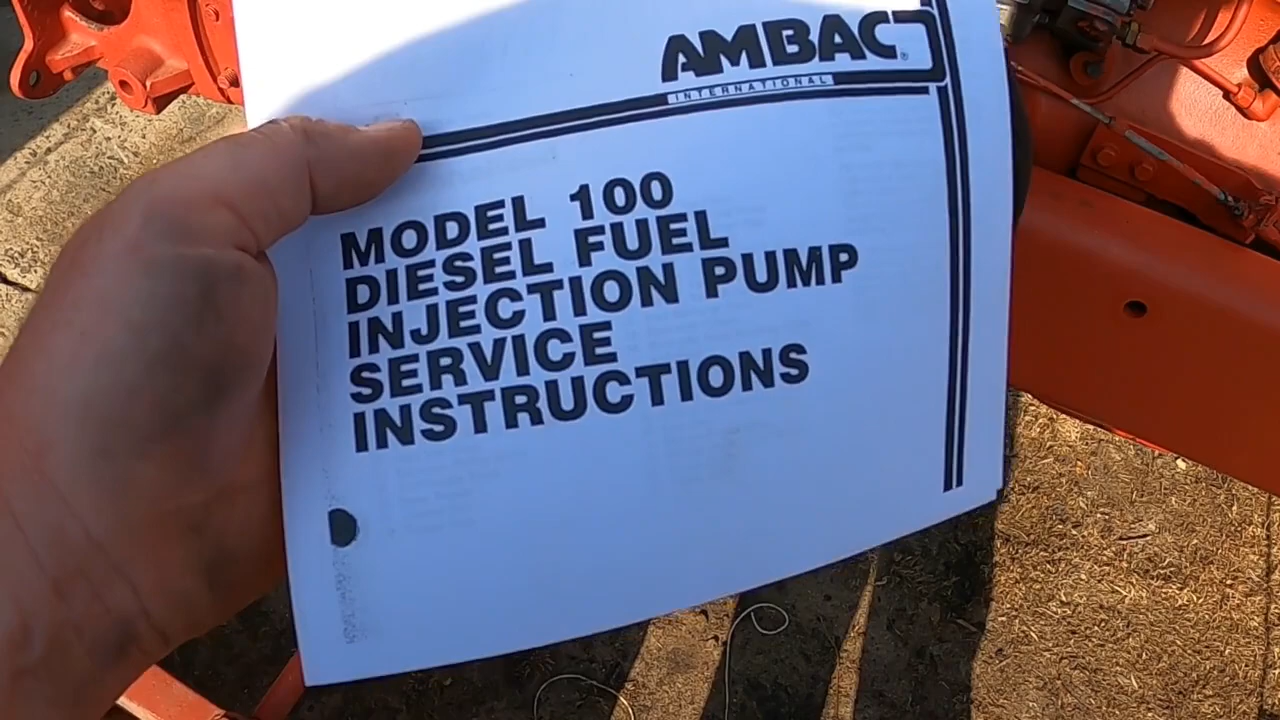 AMBAC®
INTERNATIONAL
MODEL 100
DIESEL FUEL
INJECTION PUMP
SERVICE
INSTRUCTIONS